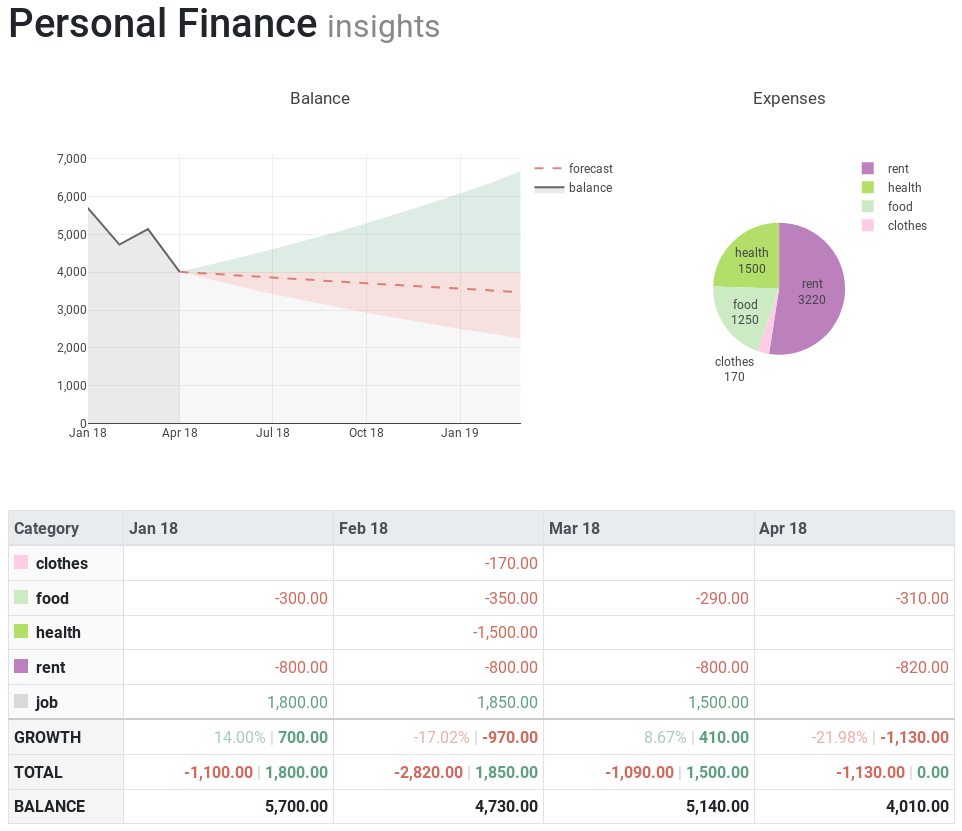 Personal Finance insights
Balance
Expenses
7,000
6,000
5,000
4,000
3,000
2,000
1,000
0
Jan 18 Apr 18 Jul 18 Oct 18 Jan 19
forecast
balance
rent
health
food
clothes
health
1500
rent
3220
food
1250
clothes
170
Category Jan 18 Feb 18 Mar 18 Apr 18
clothes -170.00
food -300.00 -350.00 -290.00 -310.00
health -1,500.00
rent -800.00 -800.00 -800.00 -820.00
job 1,800.00 1,850.00 1,500.00
GROWTH 14.00% | 700.00 -17.02% | -970.00 8.67% | 410.00 -21.98% | -1,130.00
TOTAL -1,100.00 | 1,800.00 -2,820.00 | 1,850.00 -1,090.00 | 1,500.00 -1,130.00 | 0.00
BALANCE 5,700.00 4,730.00 5,140.00 4,010.00